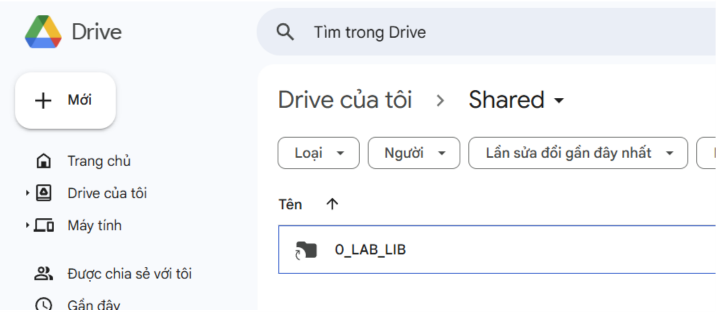 Drive
Tìm trong Drive
Mới
Drive của tôi > Shared
Loại Người Lần sửa đổi gần đây nhất
Trang chủ
Drive của tôi
Máy tính
Được chia sẻ với tôi
Gần đây
Tên
0_LAB_LIB